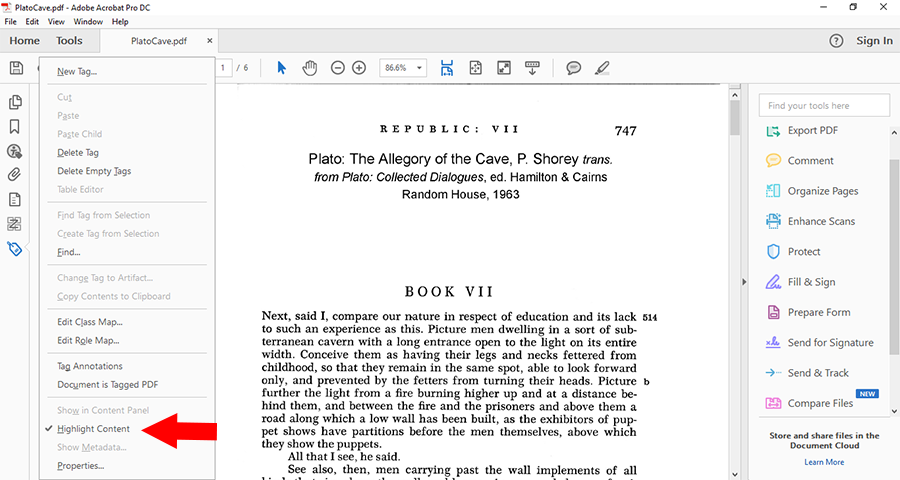 PlatoCave.pdf - Adobe Acrobat Pro DC
File Edit View Window Help
Home Tools PlatoCave.pdf × ? Sign In
1 / 6 86.6%
New Tag...
Cut
Paste
Paste Child
Delete Tag
Delete Empty Tags
Table Editor
Find Tag from Selection
Create Tag from Selection
Find...
Change Tag to Artifact...
Copy Contents to Clipboard
Edit Class Map...
Edit Role Map...
Tag Annotations
Document is Tagged PDF
Show in Content Panel
✓ Highlight Content
Show Metadata...
Properties...
REPUBLIC: VII 747
Plato: The Allegory of the Cave, P. Shorey trans.
from Plato: Collected Dialogues, ed. Hamilton & Cairns
Random House, 1963
BOOK VII
Next, said I, compare our nature in respect of education and its lack 514
to such an experience as this. Picture men dwelling in a sort of sub-
terranean cavern with a long entrance open to the light on its entire
width. Conceive them as having their legs and necks fettered from
childhood, so that they remain in the same spot, able to look forward
only, and prevented by the fetters from turning their heads. Picture b
further the light from a fire burning higher up and at a distance be-
hind them, and between the fire and the prisoners and above them a
road along which a low wall has been built, as the exhibitors of pup-
pet shows have partitions before the men themselves, above which
they show the puppets.
All that I see, he said.
See also, then, men carrying past the wall implements of all
Find your tools here
Export PDF
Comment
Organize Pages
Enhance Scans
Protect
Fill & Sign
Prepare Form
Send for Signature
Send & Track
NEW
Compare Files
Store and share files in the
Document Cloud
Learn More